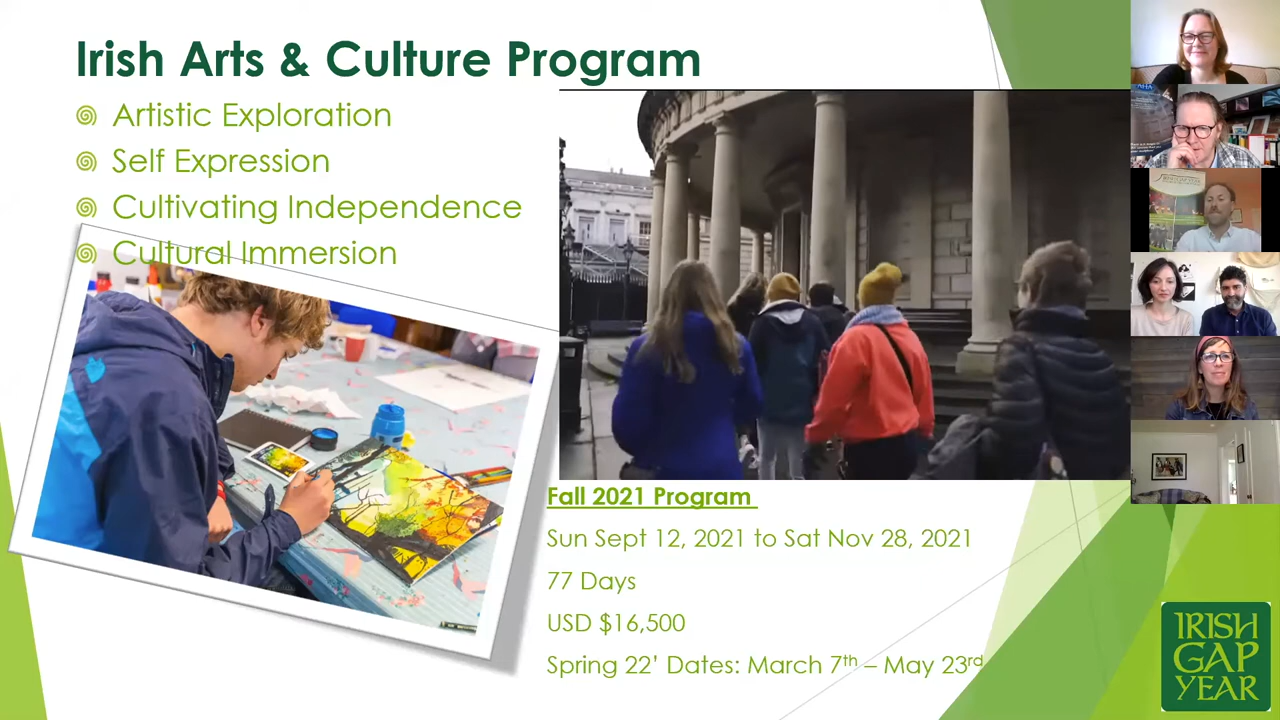 Irish Arts & Culture Program
Artistic Exploration
Self Expression
Cultivating Independence
Cultural Immersion
Fall 2021 Program
Sun Sept 12, 2021 to Sat Nov 28, 2021
77 Days
USD $16,500
Spring 22’ Dates: March 7th – May 23rd
IRISH
GAP
YEAR